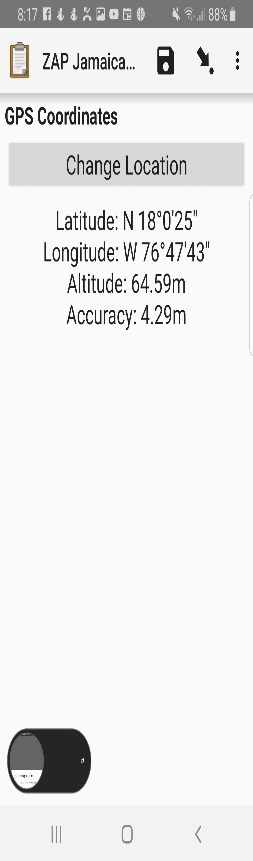 8:17 88%
ZAP Jamaica...
GPS Coordinates
Change Location
Latitude: N 18°0'25"
Longitude: W 76°47'43"
Altitude: 64.59m
Accuracy: 4.29m